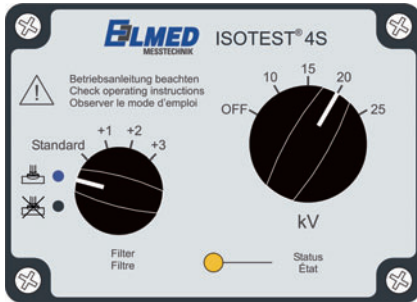 ELMED
MESSTECHNIK
ISOTEST® 4S
Betriebsanleitung beachten
Check operating instructions
Observer le mode d'emploi
OFF
10
15
20
25
kV
Standard
+1
+2
+3
Filter
Filtre
Status
État